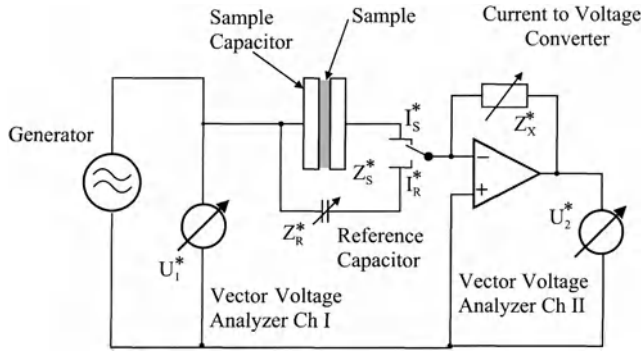 Sample
Capacitor
Sample
Current to Voltage
Converter
Generator
I*S
Z*X
−
+
Z*S
I*R
Z*R
Reference
Capacitor
U*1
U*2
Vector Voltage
Analyzer Ch I
Vector Voltage
Analyzer Ch II